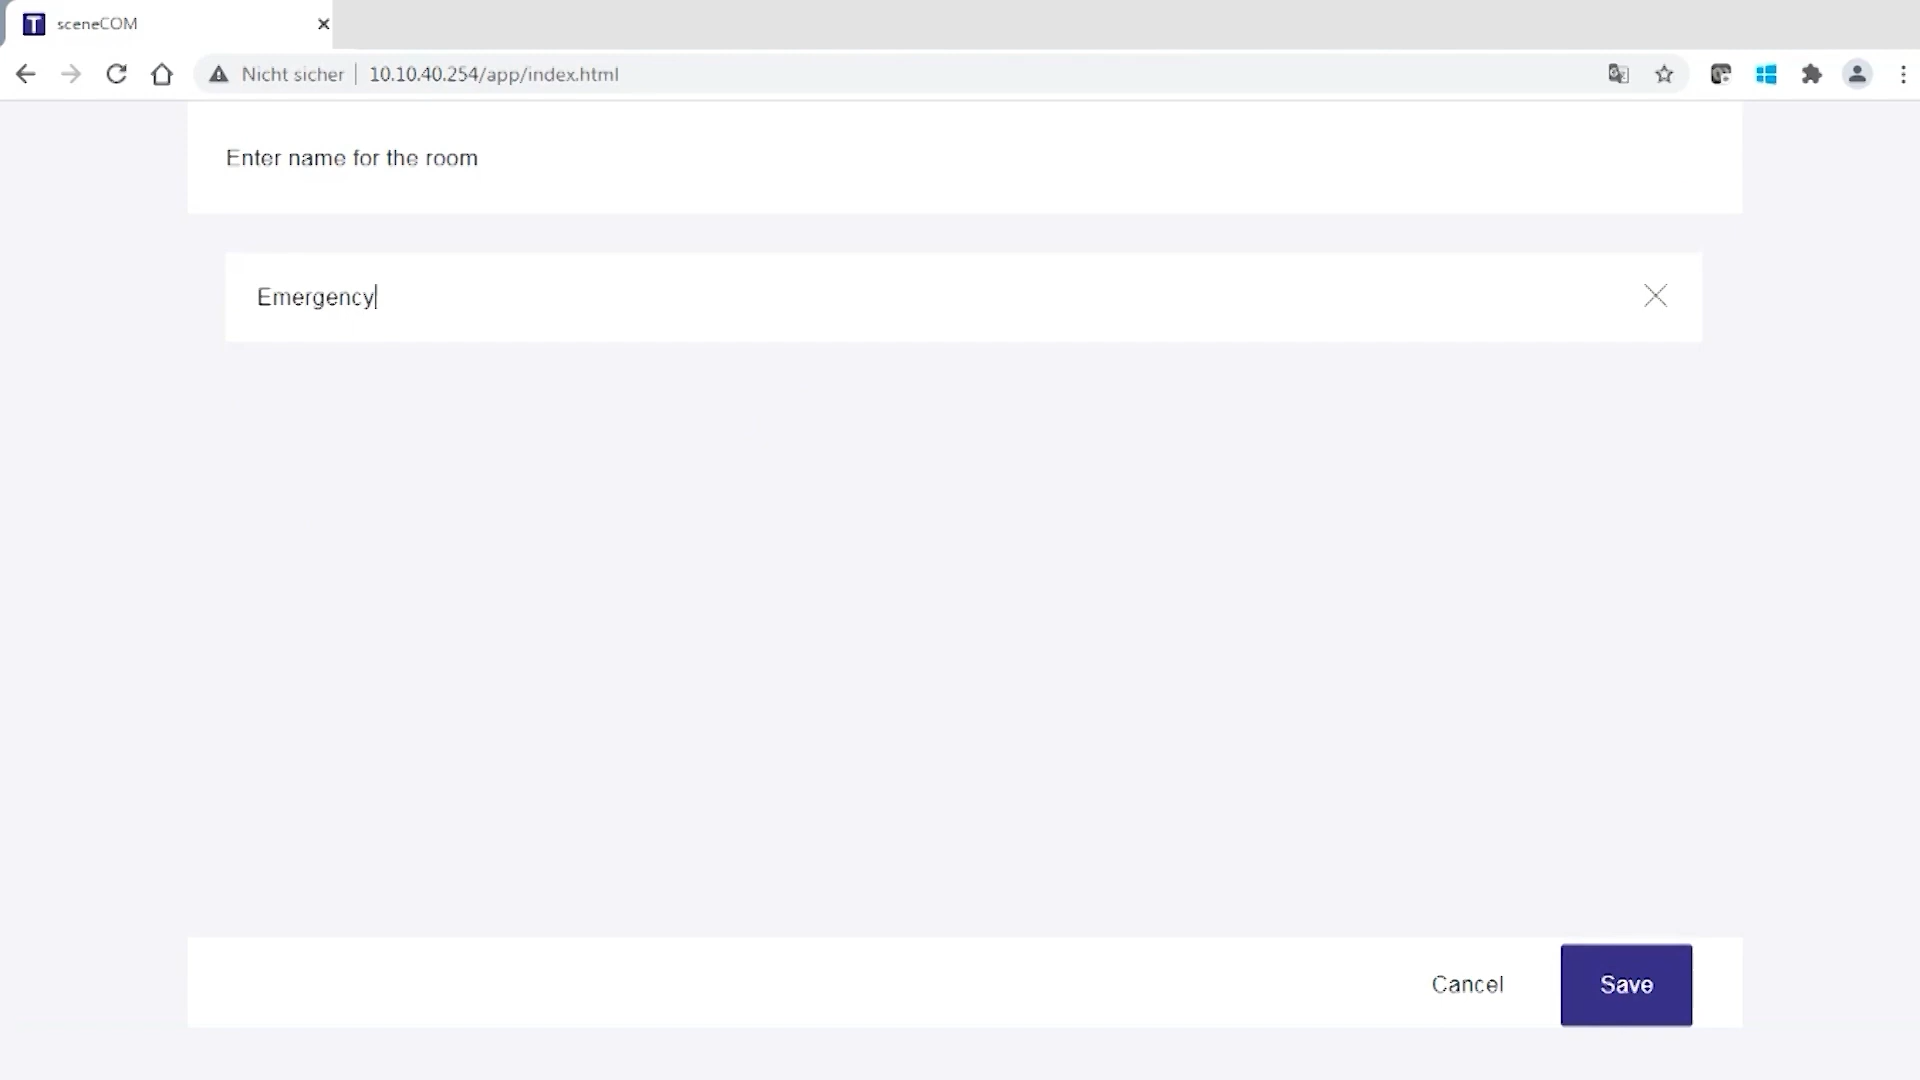 T sceneCOM
Nicht sicher 10.10.40.254/app/index.html
Enter name for the room
Emergency
Cancel Save